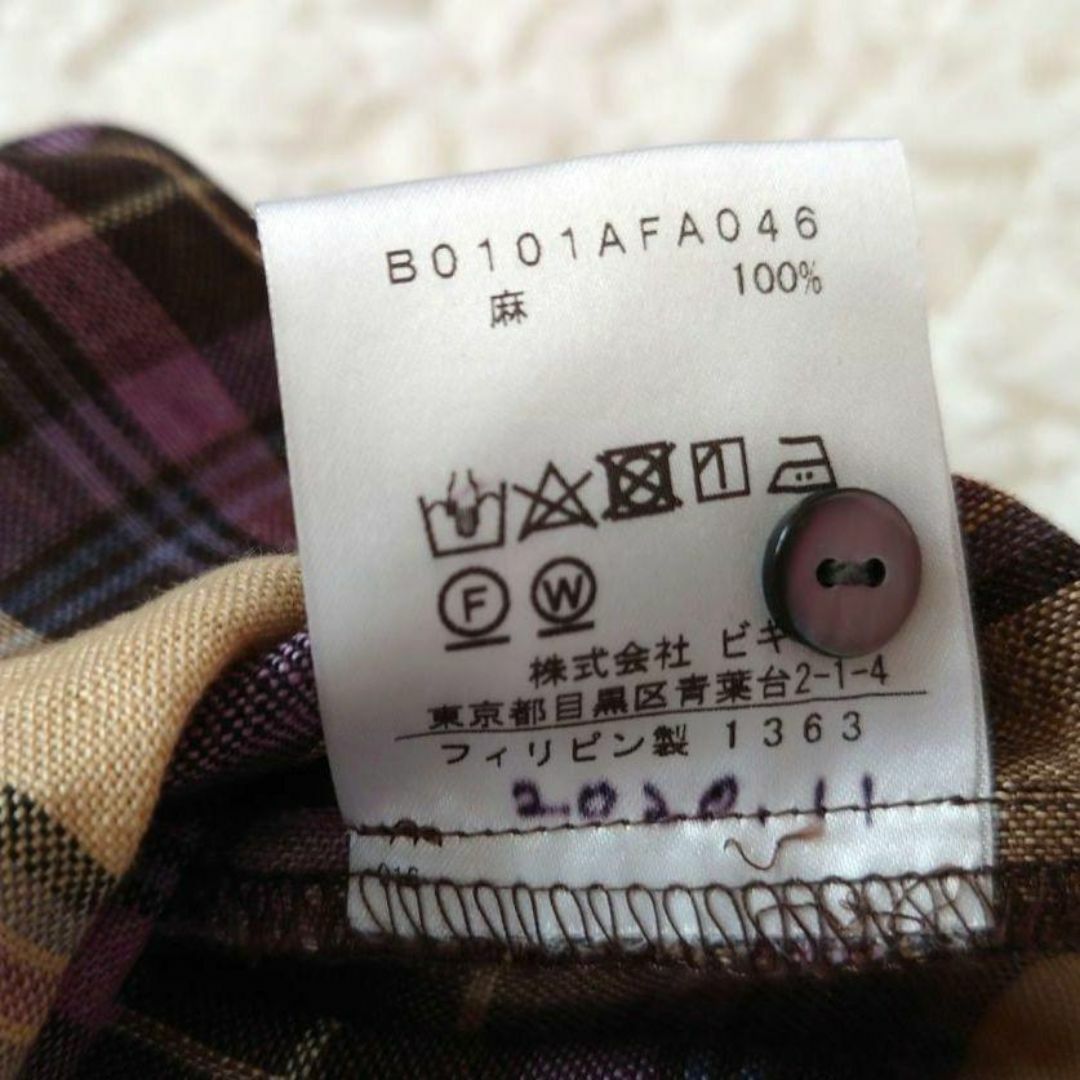 B0101AFA046
麻 100%
F W
株式会社 ビギ
東京都目黒区青葉台2-1-4
フィリピン製 1363
2020.11